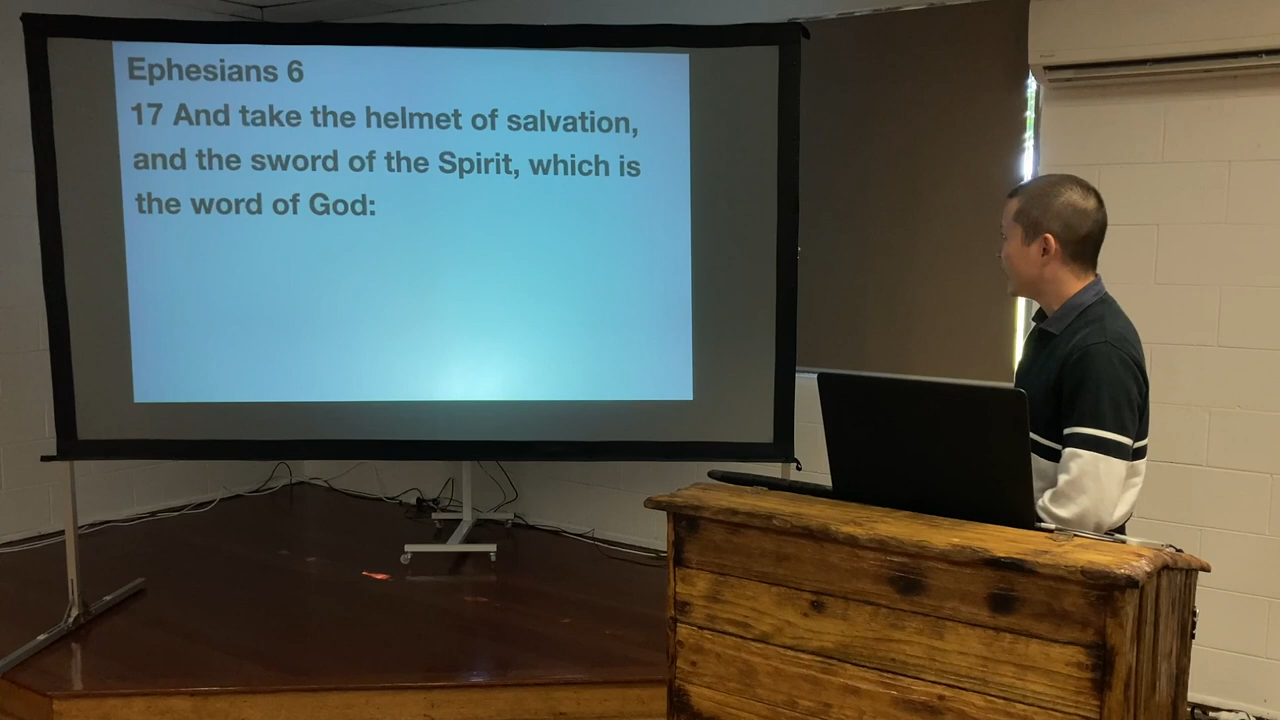 Ephesians 6
17 And take the helmet of salvation,
and the sword of the Spirit, which is
the word of God: